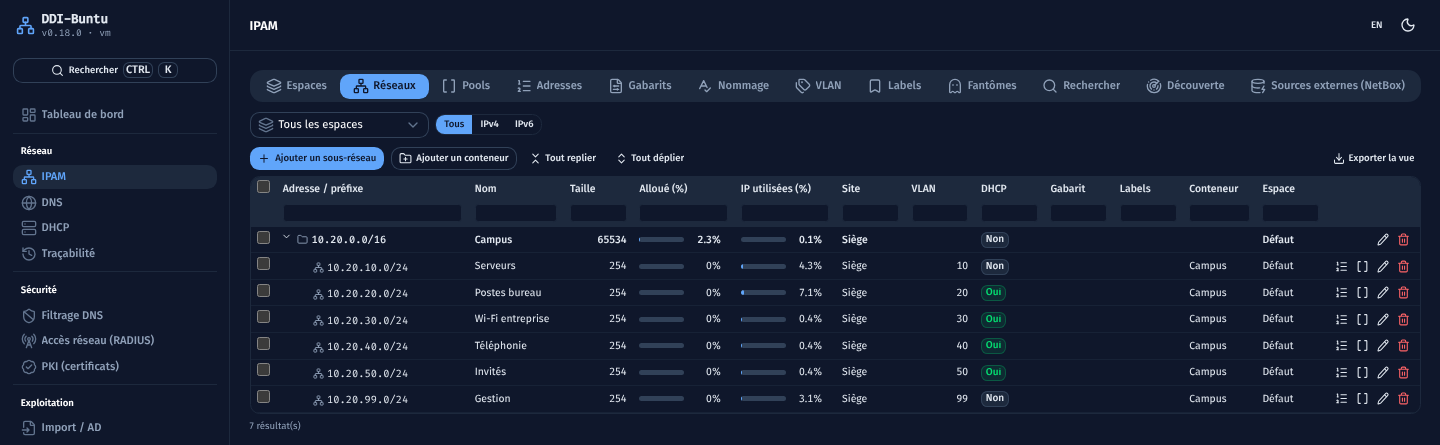 DDI-Buntu
v0.18.0 · vm
Rechercher CTRL K
Tableau de bord
Réseau
IPAM
DNS
DHCP
Traçabilité
Sécurité
Filtrage DNS
Accès réseau (RADIUS)
PKI (certificats)
Exploitation
Import / AD
IPAM
EN
Espaces Réseaux Pools Adresses Gabarits Nommage VLAN Labels Fantômes Rechercher Découverte Sources externes (NetBox)
Tous les espaces Tous IPv4 IPv6
Ajouter un sous-réseau Ajouter un conteneur Tout replier Tout déplier Exporter la vue
Adresse / préfixe Nom Taille Alloué (%) IP utilisées (%) Site VLAN DHCP Gabarit Labels Conteneur Espace
10.20.0.0/16 Campus 65534 2.3% 0.1% Siège Non Défaut
10.20.10.0/24 Serveurs 254 0% 4.3% Siège 10 Non Campus Défaut
10.20.20.0/24 Postes bureau 254 0% 7.1% Siège 20 Oui Campus Défaut
10.20.30.0/24 Wi-Fi entreprise 254 0% 0.4% Siège 30 Oui Campus Défaut
10.20.40.0/24 Téléphonie 254 0% 0.4% Siège 40 Oui Campus Défaut
10.20.50.0/24 Invités 254 0% 0.4% Siège 50 Oui Campus Défaut
10.20.99.0/24 Gestion 254 0% 3.1% Siège 99 Non Campus Défaut
7 résultat(s)